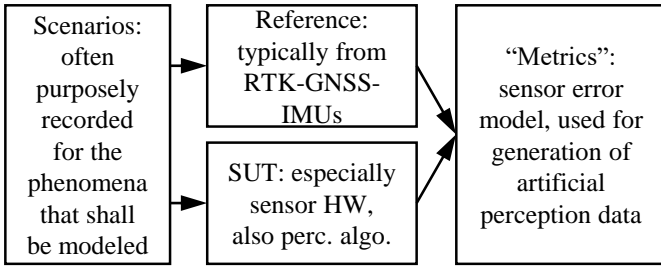 Scenarios:
often
purposely
recorded
for the
phenomena
that shall
be modeled
Reference:
typically from
RTK-GNSS-
IMUs
SUT: especially
sensor HW,
also perc. algo.
“Metrics”:
sensor error
model, used for
generation of
artificial
perception data